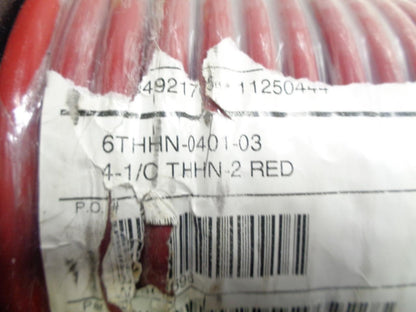 49217 11250444
6THHN-0401-03
4-1/C THHN-2 RED
P.O. #